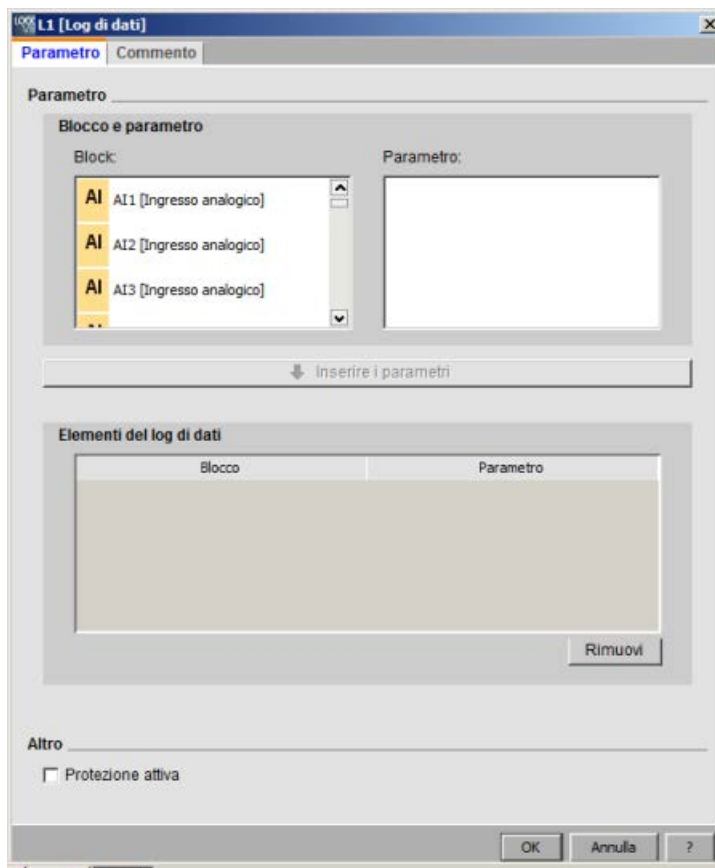 L1 [Log di dati]
Parametro Commento
Parametro
Blocco e parametro
Block: Parametro:
AI AI1 [Ingresso analogico]
AI AI2 [Ingresso analogico]
AI AI3 [Ingresso analogico]
Inserire i parametri
Elementi del log di dati
Blocco Parametro
Rimuovi
Altro
Protezione attiva
OK Annulla ?